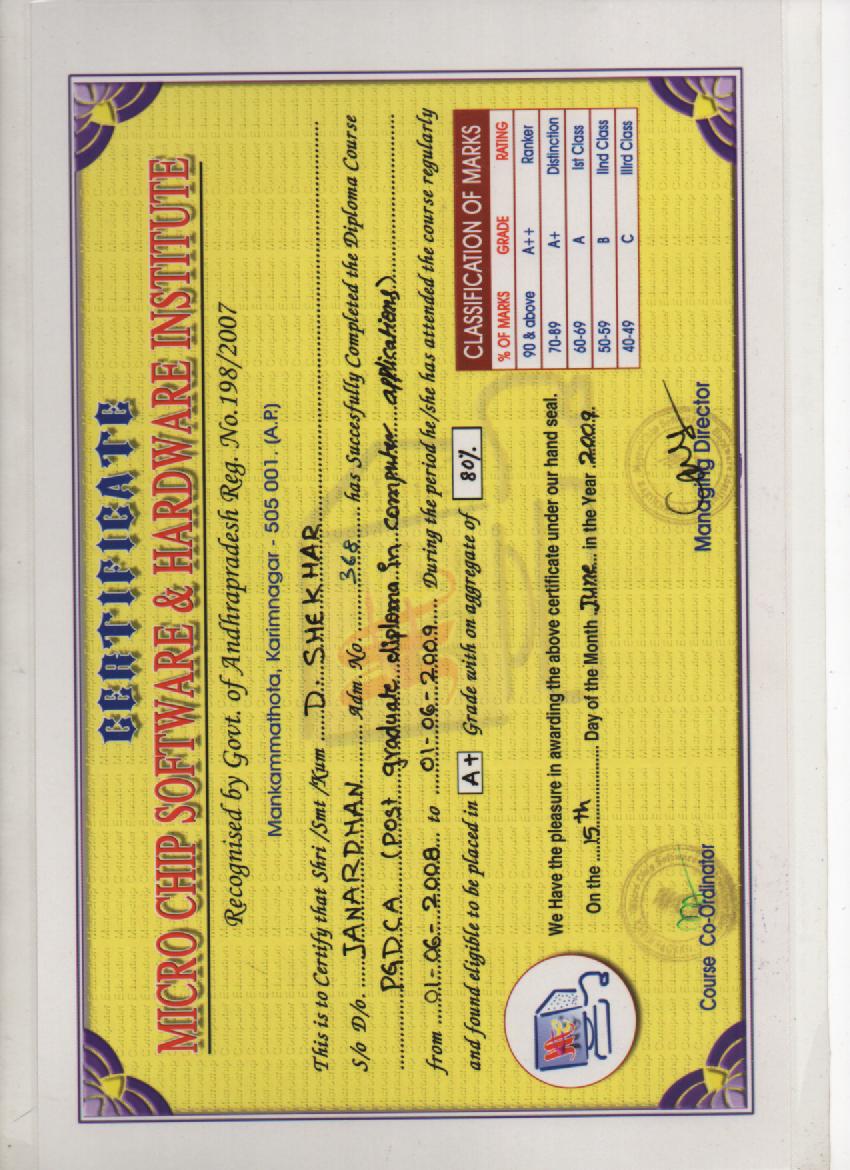 CERTIFICATE
MICRO CHIP SOFTWARE & HARDWARE INSTITUTE
Recognised by Govt. of Andhrapradesh Reg. No.198/2007
Mankammathota, Karimnagar - 505 001. (A.P.)
This is to Certify that Shri /Smt /Kum D. SHEKHAR
S/o D/o. JANARDHAN Adm. No. 368 has Succesfully Completed the Diploma Course
PGDCA (Post graduate diploma in computer applications)
from 01-06-2008 to 01-06-2009 During the period he/she has attended the course regularly
and found eligible to be placed in A+ Grade with on aggregate of 80%.
CLASSIFICATION OF MARKS
% OF MARKS GRADE RATING
90 & above A++ Ranker
70-89 A+ Distinction
60-69 A Ist Class
50-59 B IInd Class
40-49 C IIIrd Class
We Have the pleasure in awarding the above certificate under our hand seal.
On the 15th Day of the Month June in the Year 2009.
Course Co-Ordinator
Managing Director